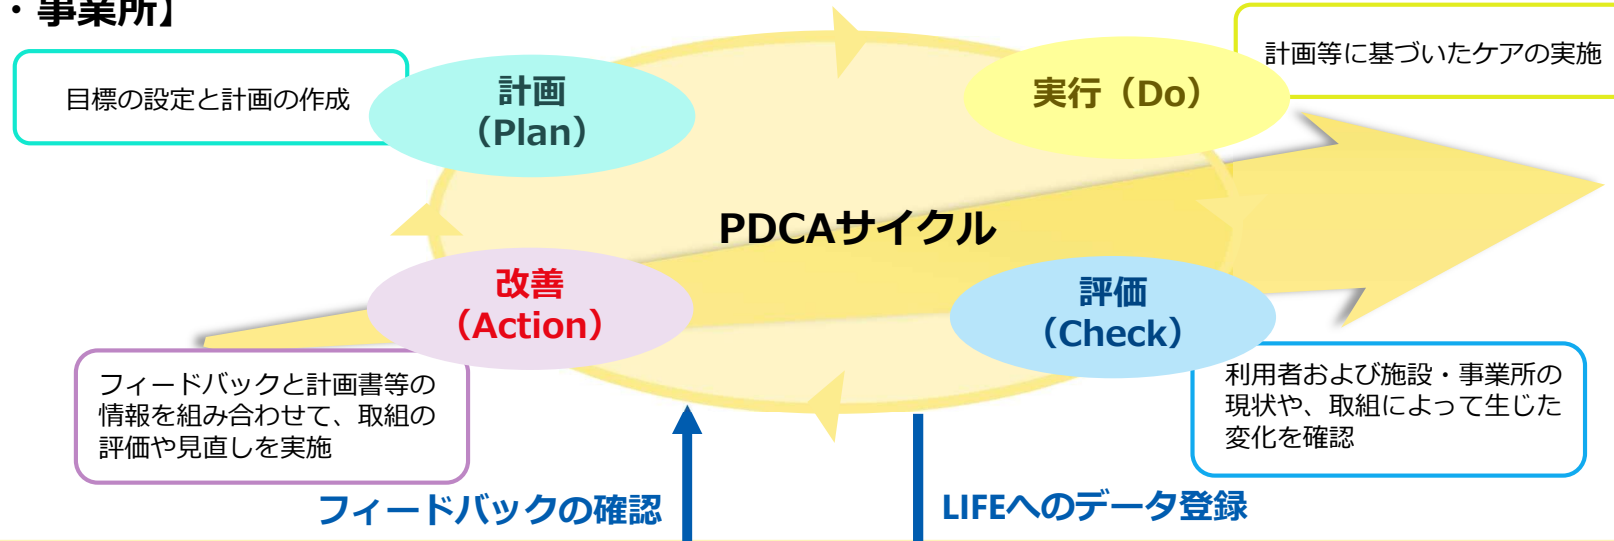 ・事業所】
目標の設定と計画の作成
計画
（Plan）
実行（Do）
計画等に基づいたケアの実施
PDCAサイクル
改善
（Action）
評価
（Check）
フィードバックと計画書等の
情報を組み合わせて、取組の
評価や見直しを実施
利用者および施設・事業所の
現状や、取組によって生じた
変化を確認
フィードバックの確認
LIFEへのデータ登録